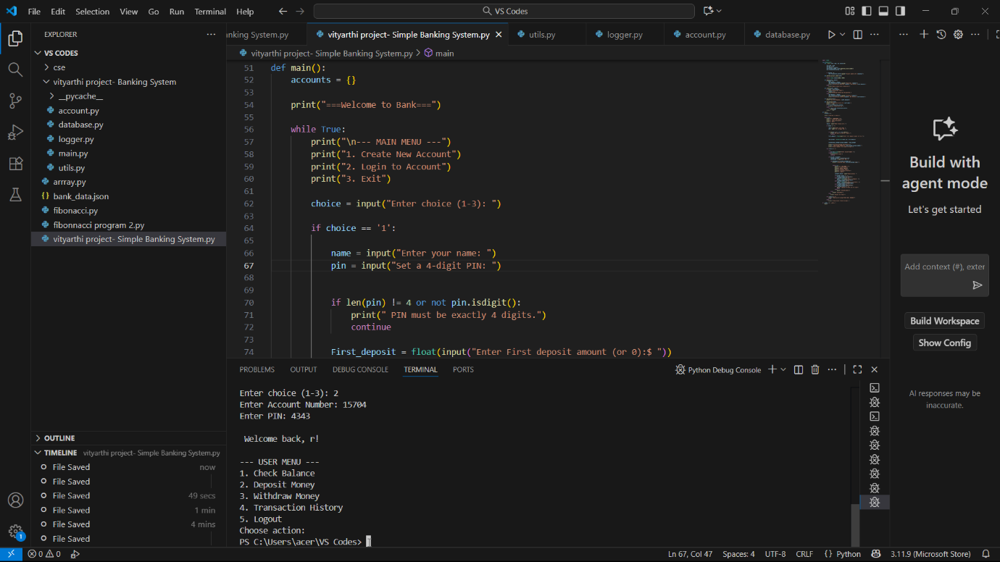 File Edit Selection View Go Run Terminal Help
VS Codes
EXPLORER
VS CODES
cse
vityarthi project- Banking System
__pycache__
account.py
database.py
logger.py
main.py
utils.py
arrray.py
{} bank_data.json
fibonacci.py
fibonnacci program 2.py
vityarthi project- Simple Banking System.py
OUTLINE
TIMELINE vityarthi project- Simple Banking System.py
File Saved now
File Saved
File Saved 49 secs
File Saved 1 min
File Saved 4 mins
File Saved
anking System.py vityarthi project- Simple Banking System.py utils.py logger.py account.py database.py
vityarthi project- Simple Banking System.py > main
51 def main():
52 accounts = {}
53
54 print("===Welcome to Bank===")
55
56 while True:
57 print("\n--- MAIN MENU ---")
58 print("1. Create New Account")
59 print("2. Login to Account")
60 print("3. Exit")
61
62 choice = input("Enter choice (1-3): ")
63
64 if choice == '1':
65
66 name = input("Enter your name: ")
67 pin = input("Set a 4-digit PIN: ")
68
69
70 if len(pin) != 4 or not pin.isdigit():
71 print(" PIN must be exactly 4 digits.")
72 continue
73
74 First_deposit = float(input("Enter First deposit amount (or 0):$ "))
PROBLEMS OUTPUT DEBUG CONSOLE TERMINAL PORTS
Python Debug Console
Enter choice (1-3): 2
Enter Account Number: 15704
Enter PIN: 4343
Welcome back, r!
--- USER MENU ---
1. Check Balance
2. Deposit Money
3. Withdraw Money
4. Transaction History
5. Logout
Choose action:
PS C:\Users\acer\VS Codes>
Build with
agent mode
Let's get started
Add context (#), exter
Build Workspace
Show Config
AI responses may be
inaccurate.
1
0 0
Ln 67, Col 47 Spaces: 4 UTF-8 CRLF {} Python 3.11.9 (Microsoft Store)